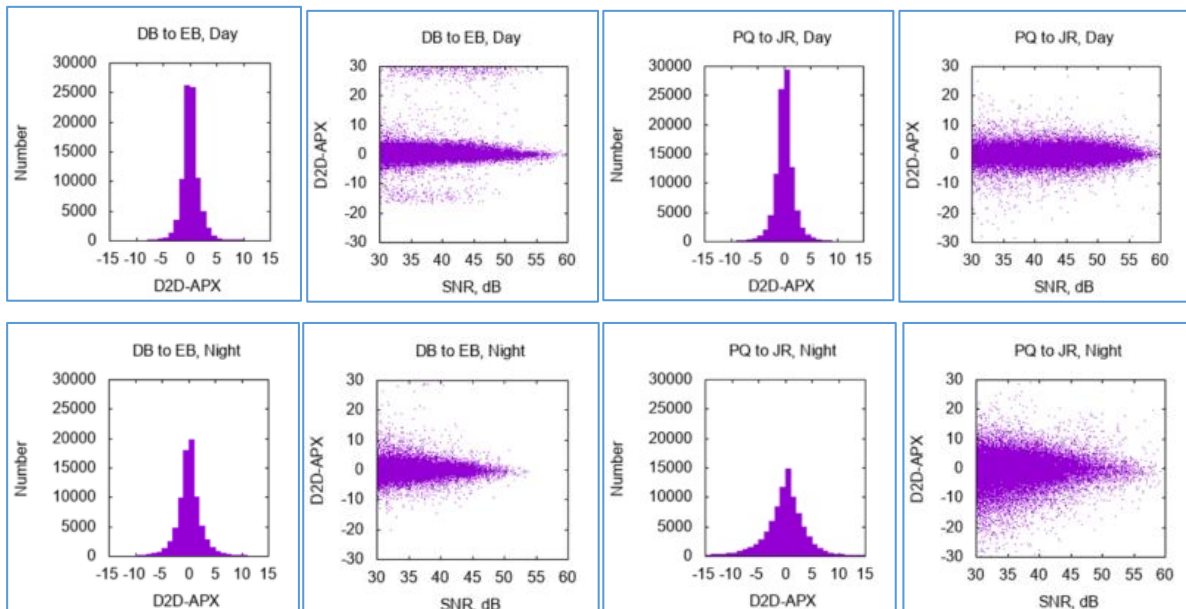 DB to EB, Day
30000
25000
20000
15000
10000
5000
0
Number
-15 -10 -5 0 5 10 15
D2D-APX
DB to EB, Day
30
20
10
0
-10
-20
-30
D2D-APX
30 35 40 45 50 55 60
SNR, dB
PQ to JR, Day
30000
25000
20000
15000
10000
5000
0
Number
-15 -10 -5 0 5 10 15
D2D-APX
PQ to JR, Day
30
20
10
0
-10
-20
-30
D2D-APX
30 35 40 45 50 55 60
SNR, dB
DB to EB, Night
30000
25000
20000
15000
10000
5000
0
Number
-15 -10 -5 0 5 10 15
D2D-APX
DB to EB, Night
30
20
10
0
-10
-20
-30
D2D-APX
30 35 40 45 50 55 60
SNR, dB
PQ to JR, Night
30000
25000
20000
15000
10000
5000
0
Number
-15 -10 -5 0 5 10 15
D2D-APX
PQ to JR, Night
30
20
10
0
-10
-20
-30
D2D-APX
30 35 40 45 50 55 60
SNR, dB